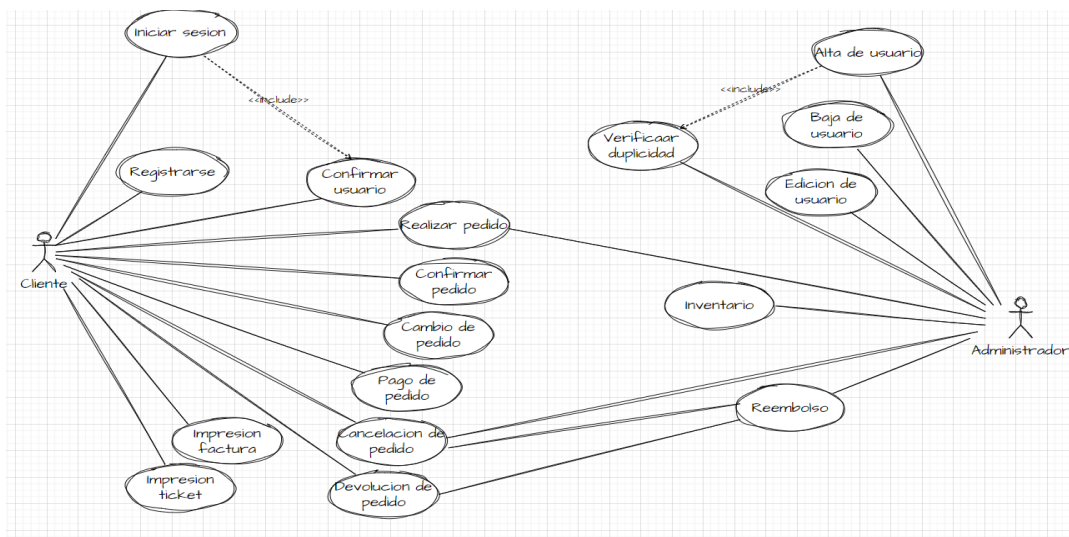 Iniciar sesion
Alta de usuario
<<include>>
<<include>>
Baja de
usuario
Verificaar
duplicidad
Registrarse
Confirmar
usuario
Edicion de
usuario
Realizar pedido
Cliente
Confirmar
pedido
Inventario
Cambio de
pedido
Administrador
Pago de
pedido
Reembolso
Impresion
factura
Cancelacion de
pedido
Impresion
ticket
Devolucion de
pedido